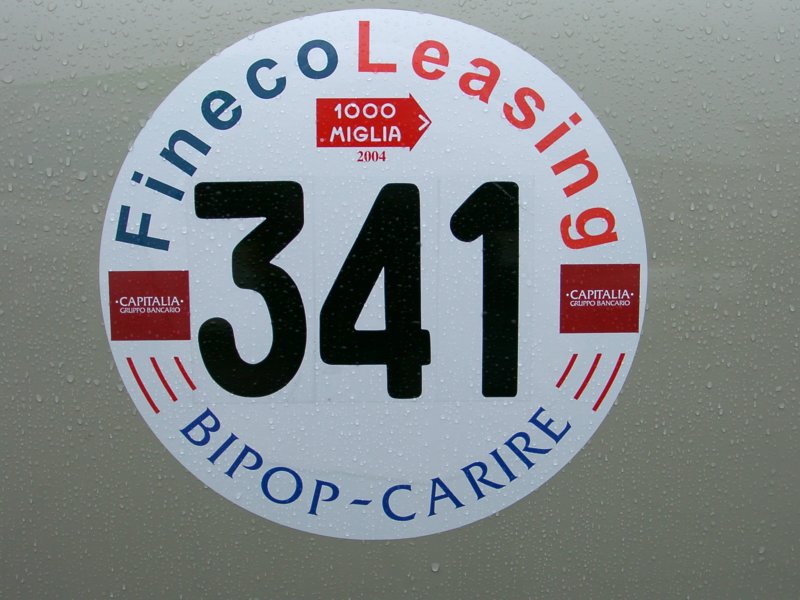 FinecoLeasing
1000
MIGLIA
2004
341
·CAPITALIA·
GRUPPO BANCARIO
·CAPITALIA·
GRUPPO BANCARIO
BIPOP-CARIRE